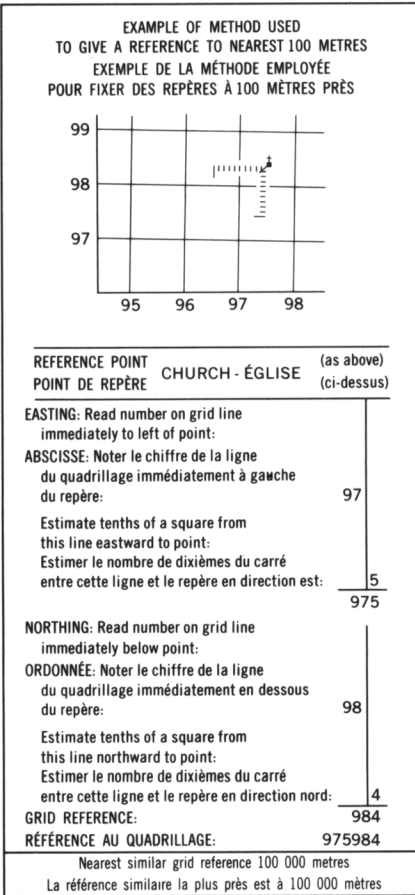 EXAMPLE OF METHOD USED
TO GIVE A REFERENCE TO NEAREST 100 METRES
EXEMPLE DE LA MÉTHODE EMPLOYÉE
POUR FIXER DES REPÈRES À 100 MÈTRES PRÈS
99
98
97
95 96 97 98
REFERENCE POINT CHURCH - ÉGLISE (as above)
POINT DE REPÈRE (ci-dessus)
EASTING: Read number on grid line
immediately to left of point:
ABSCISSE: Noter le chiffre de la ligne
du quadrillage immédiatement à gauche
du repère: 97
Estimate tenths of a square from
this line eastward to point:
Estimer le nombre de dixièmes du carré
entre cette ligne et le repère en direction est: 5
975
NORTHING: Read number on grid line
immediately below point:
ORDONNÉE: Noter le chiffre de la ligne
du quadrillage immédiatement en dessous
du repère: 98
Estimate tenths of a square from
this line northward to point:
Estimer le nombre de dixièmes du carré
entre cette ligne et le repère en direction nord: 4
GRID REFERENCE: 984
RÉFÉRENCE AU QUADRILLAGE: 975984
Nearest similar grid reference 100 000 metres
La référence similaire la plus près est à 100 000 mètres